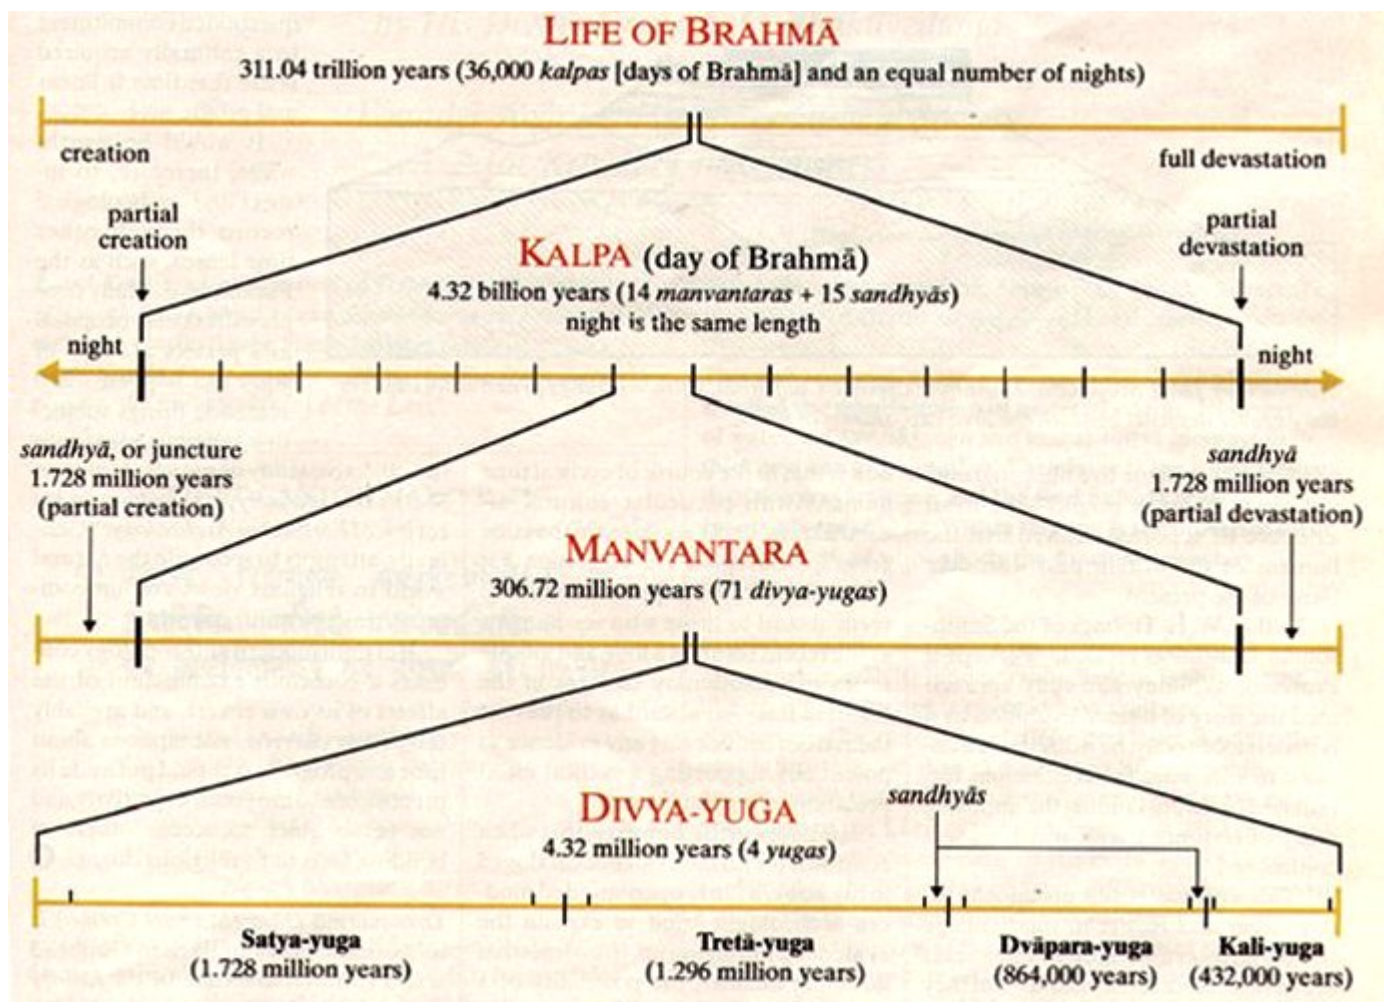 LIFE OF BRAHMĀ
311.04 trillion years (36,000 kalpas [days of Brahmā] and an equal number of nights)
creation
full devastation
partial
creation
partial
devastation
KALPA (day of Brahmā)
4.32 billion years (14 manvantaras + 15 sandhyās)
night is the same length
night
night
sandhyā, or juncture
1.728 million years
(partial creation)
sandhyā
1.728 million years
(partial devastation)
MANVANTARA
306.72 million years (71 divya-yugas)
DIVYA-YUGA
4.32 million years (4 yugas)
sandhyās
Satya-yuga
(1.728 million years)
Tretā-yuga
(1.296 million years)
Dvāpara-yuga
(864,000 years)
Kali-yuga
(432,000 years)